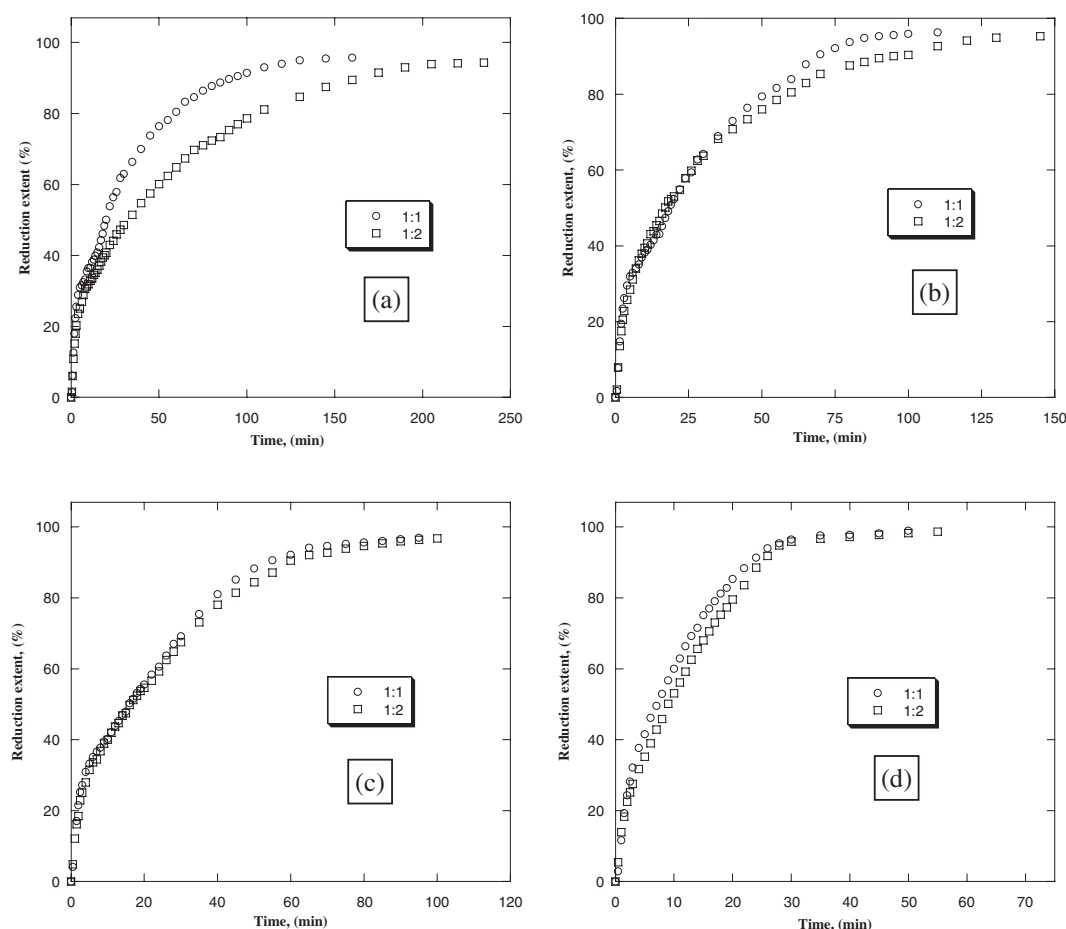 100
80
60
40
20
0
Reduction extent, (%)
1:1
1:2
(a)
0 50 100 150 200 250
Time, (min)
100
80
60
40
20
0
Reduction extent, (%)
1:1
1:2
(b)
0 25 50 75 100 125 150
Time, (min)
100
80
60
40
20
0
Reduction extent, (%)
1:1
1:2
(c)
0 20 40 60 80 100 120
Time, (min)
100
80
60
40
20
0
Reduction extent, (%)
1:1
1:2
(d)
0 10 20 30 40 50 60 70
Time, (min)